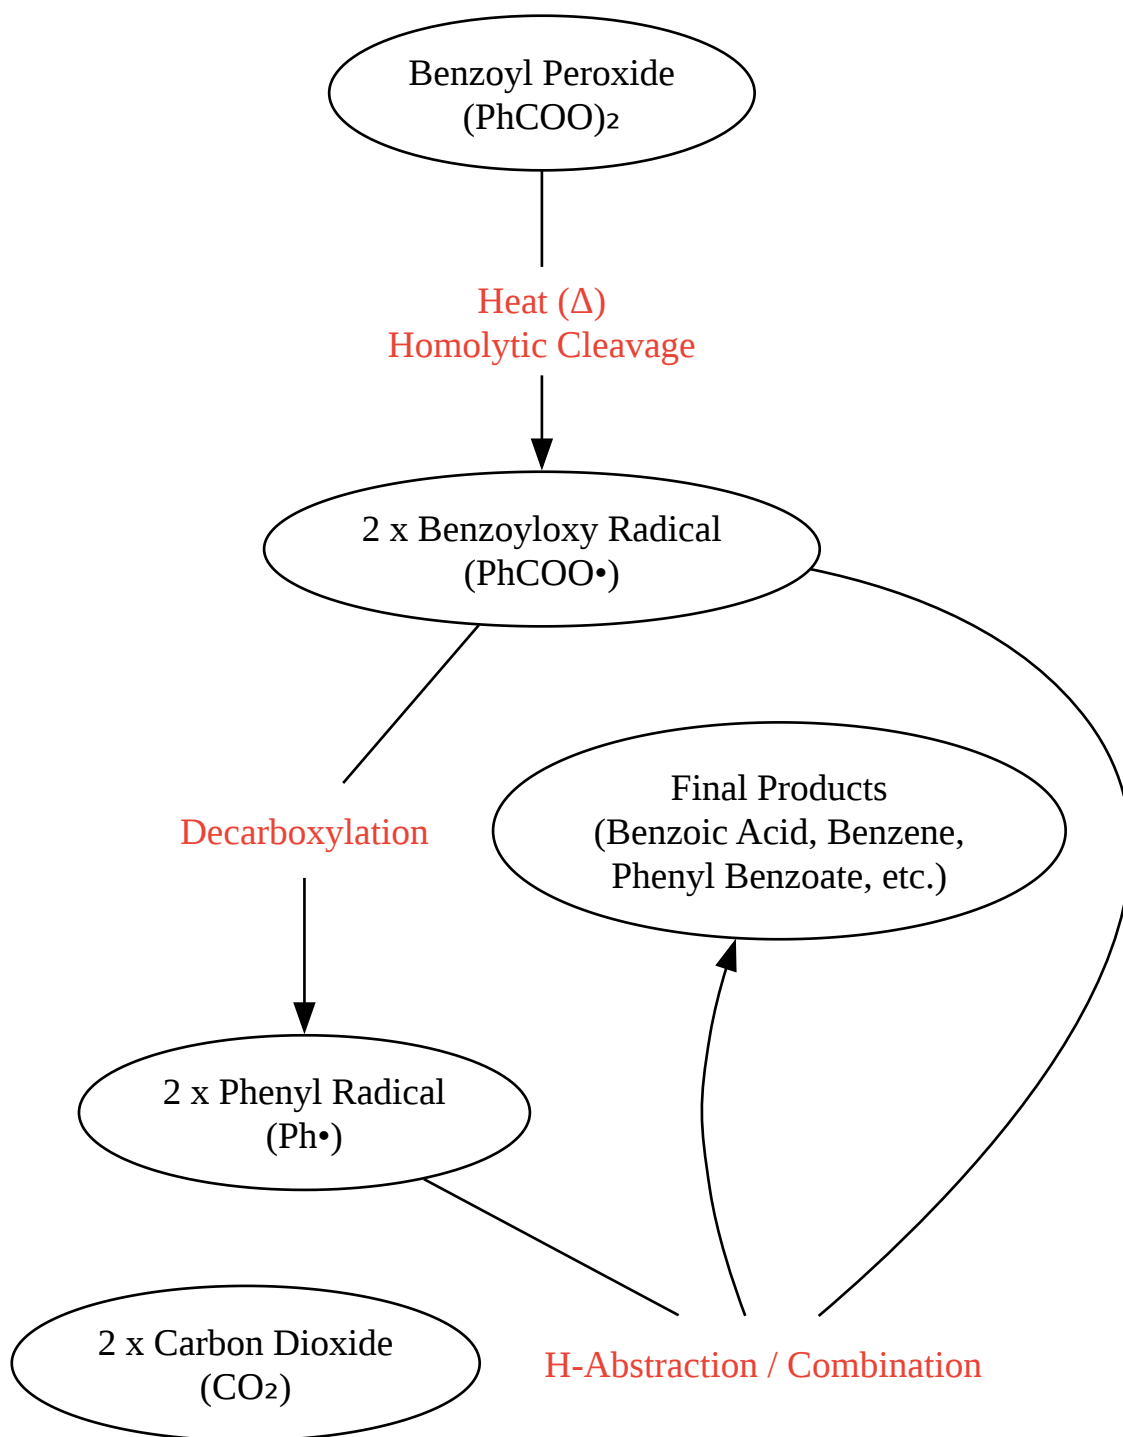 Benzoyl Peroxide
(PhCOO)₂
Heat (Δ)
Homolytic Cleavage
2 x Benzoyloxy Radical
(PhCOO•)
Final Products
(Benzoic Acid, Benzene,
Phenyl Benzoate, etc.)
Decarboxylation
2 x Phenyl Radical
(Ph•)
2 x Carbon Dioxide
(CO₂)
H-Abstraction / Combination